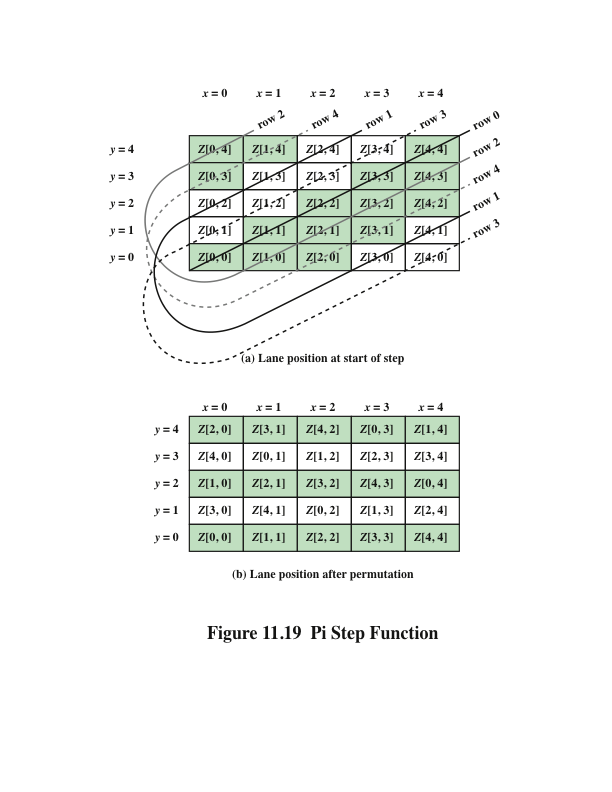 x = 0 x = 1 x = 2 x = 3 x = 4
row 2 row 4 row 1 row 3 row 0
y = 4 Z[0, 4] Z[1, 4] Z[2, 4] Z[3, 4] Z[4, 4]
row 2
y = 3 Z[0, 3] Z[1, 3] Z[2, 3] Z[3, 3] Z[4, 3]
row 4
y = 2 Z[0, 2] Z[1, 2] Z[2, 2] Z[3, 2] Z[4, 2]
row 1
y = 1 Z[0, 1] Z[1, 1] Z[2, 1] Z[3, 1] Z[4, 1]
row 3
y = 0 Z[0, 0] Z[1, 0] Z[2, 0] Z[3, 0] Z[4, 0]
(a) Lane position at start of step
x = 0 x = 1 x = 2 x = 3 x = 4
y = 4 Z[2, 0] Z[3, 1] Z[4, 2] Z[0, 3] Z[1, 4]
y = 3 Z[4, 0] Z[0, 1] Z[1, 2] Z[2, 3] Z[3, 4]
y = 2 Z[1, 0] Z[2, 1] Z[3, 2] Z[4, 3] Z[0, 4]
y = 1 Z[3, 0] Z[4, 1] Z[0, 2] Z[1, 3] Z[2, 4]
y = 0 Z[0, 0] Z[1, 1] Z[2, 2] Z[3, 3] Z[4, 4]
(b) Lane position after permutation
Figure 11.19 Pi Step Function